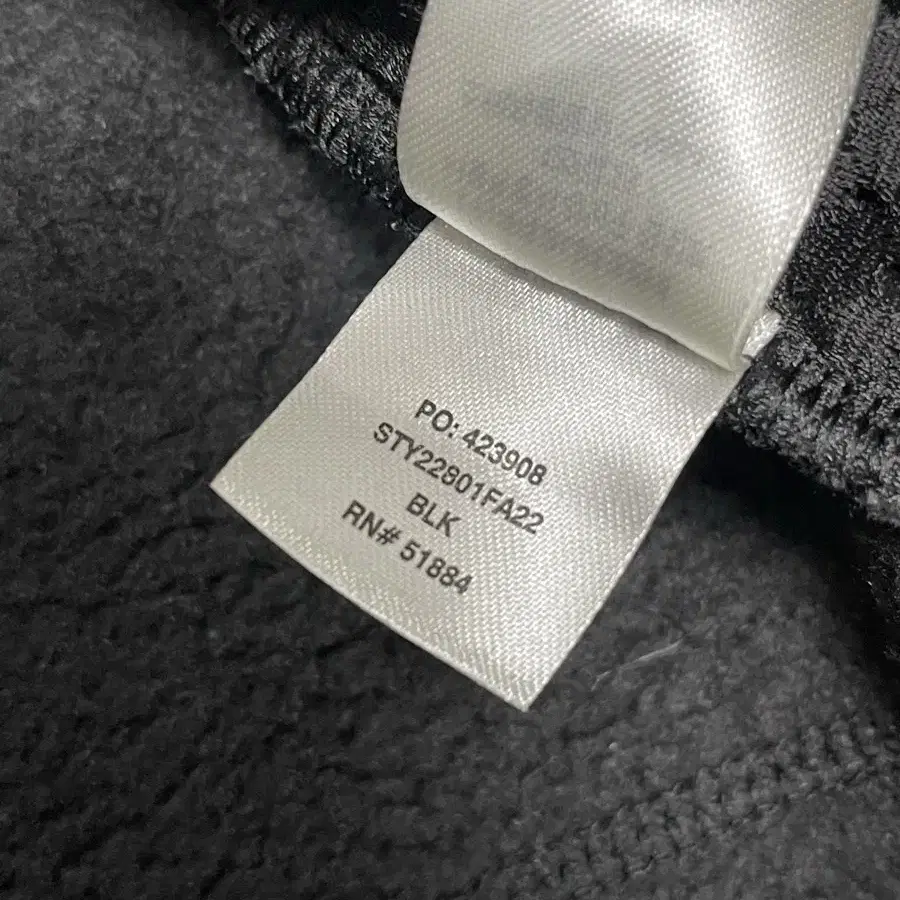 PO: 423908
STY22801FA22
BLK
RN# 51884